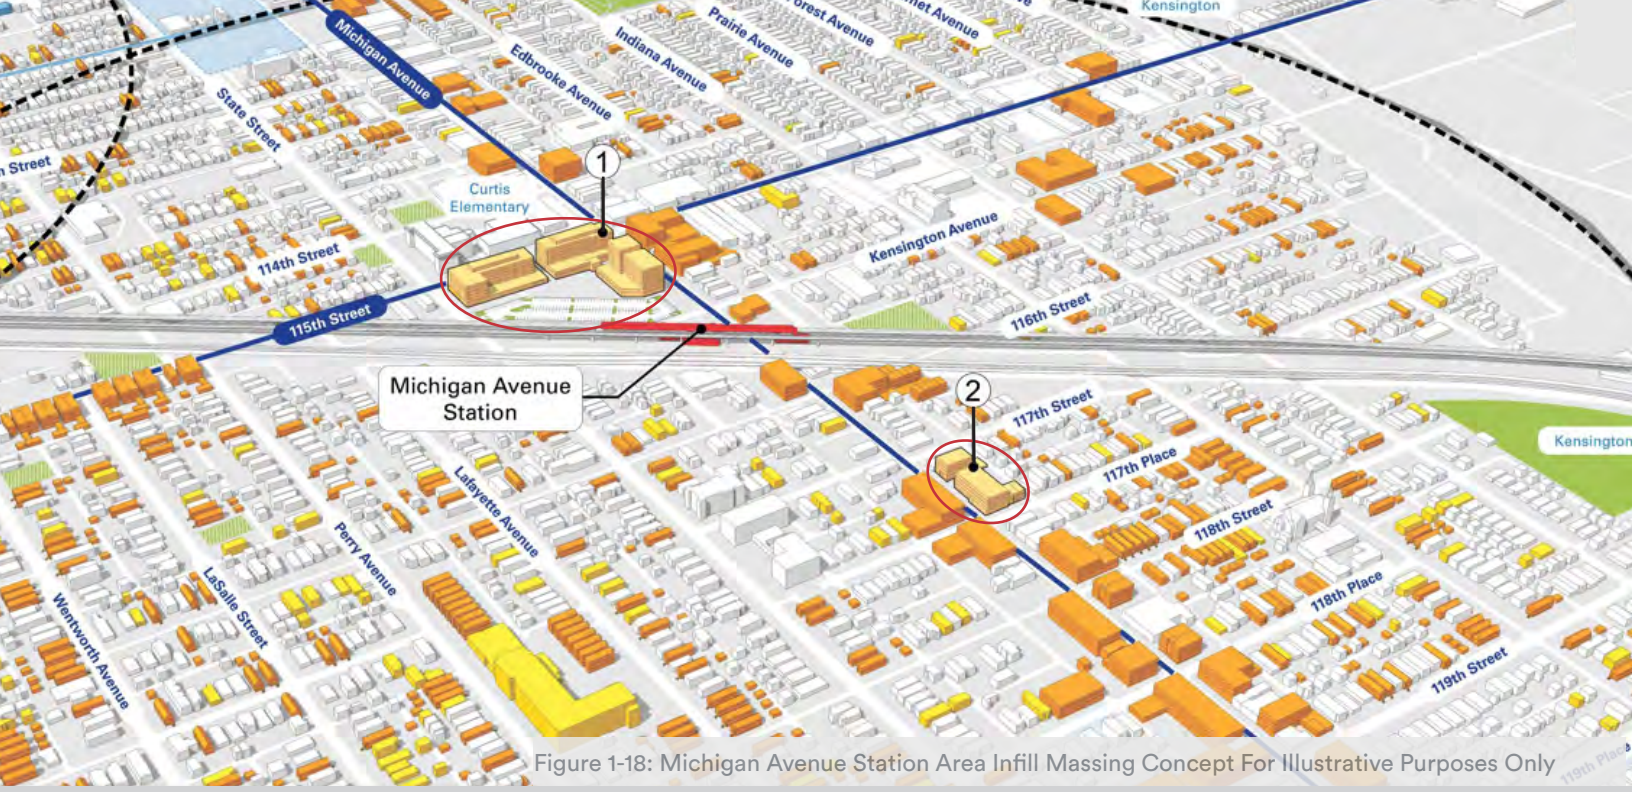 Kensington
Michigan Avenue
Edbrooke Avenue
Indiana Avenue
Prairie Avenue
Avenue
Avenue
State Street
Street
1
Curtis
Elementary
Kensington Avenue
114th Street
115th Street
116th Street
Michigan Avenue
Station
2
117th Street
117th Place
Kensington
118th Street
118th Place
119th Street
Lafayette Avenue
Perry Avenue
LaSalle Street
Wentworth Avenue
119th Place
Figure 1-18: Michigan Avenue Station Area Infill Massing Concept For Illustrative Purposes Only